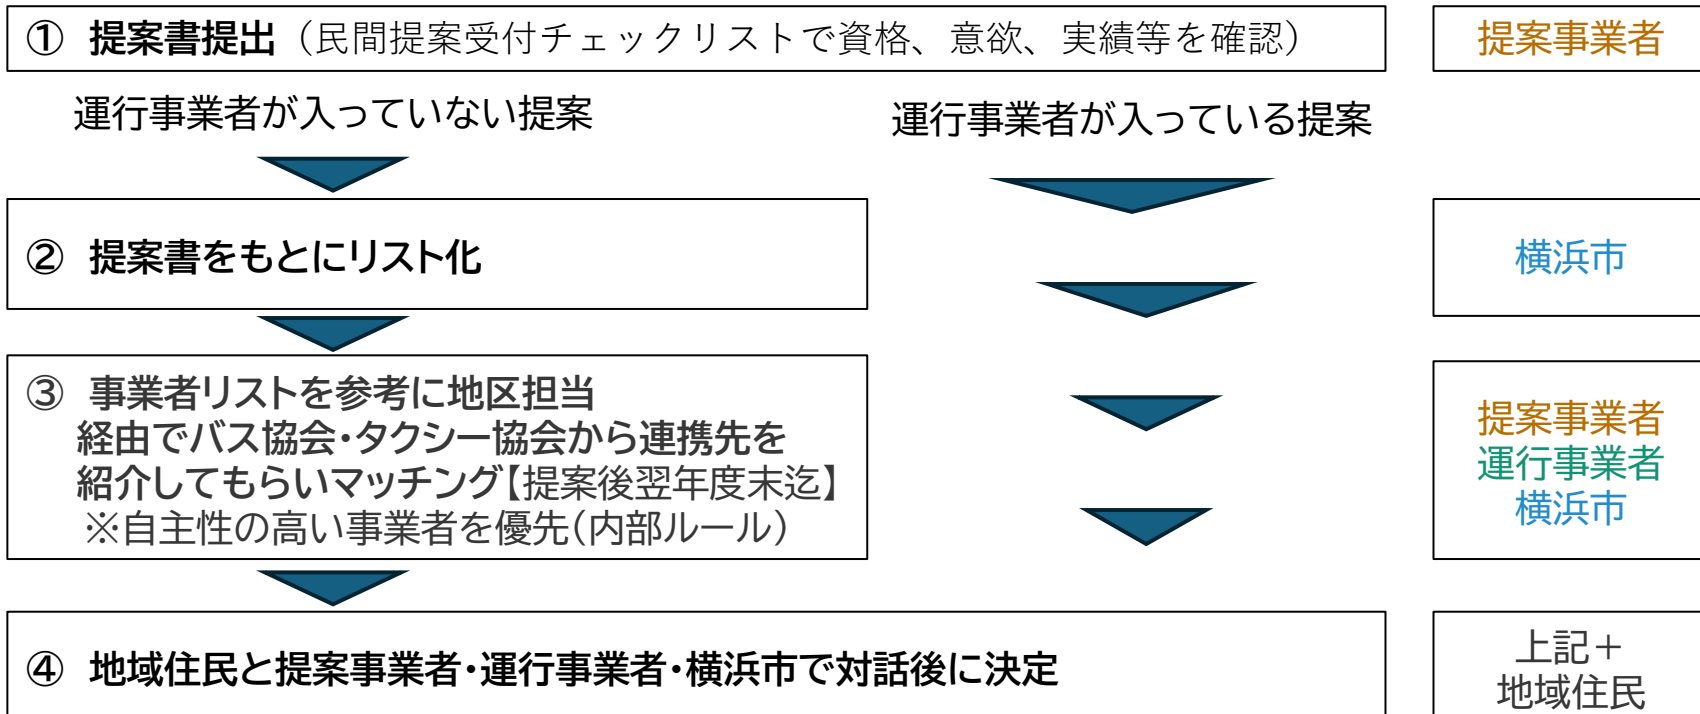 ① 提案書提出（民間提案受付チェックリストで資格、意欲、実績等を確認）
提案事業者
運行事業者が入っていない提案
運行事業者が入っている提案
② 提案書をもとにリスト化
横浜市
③ 事業者リストを参考に地区担当
経由でバス協会・タクシー協会から連携先を
紹介してもらいマッチング【提案後翌年度末迄】
※自主性の高い事業者を優先（内部ルール）
提案事業者
運行事業者
横浜市
④ 地域住民と提案事業者・運行事業者・横浜市で対話後に決定
上記＋
地域住民